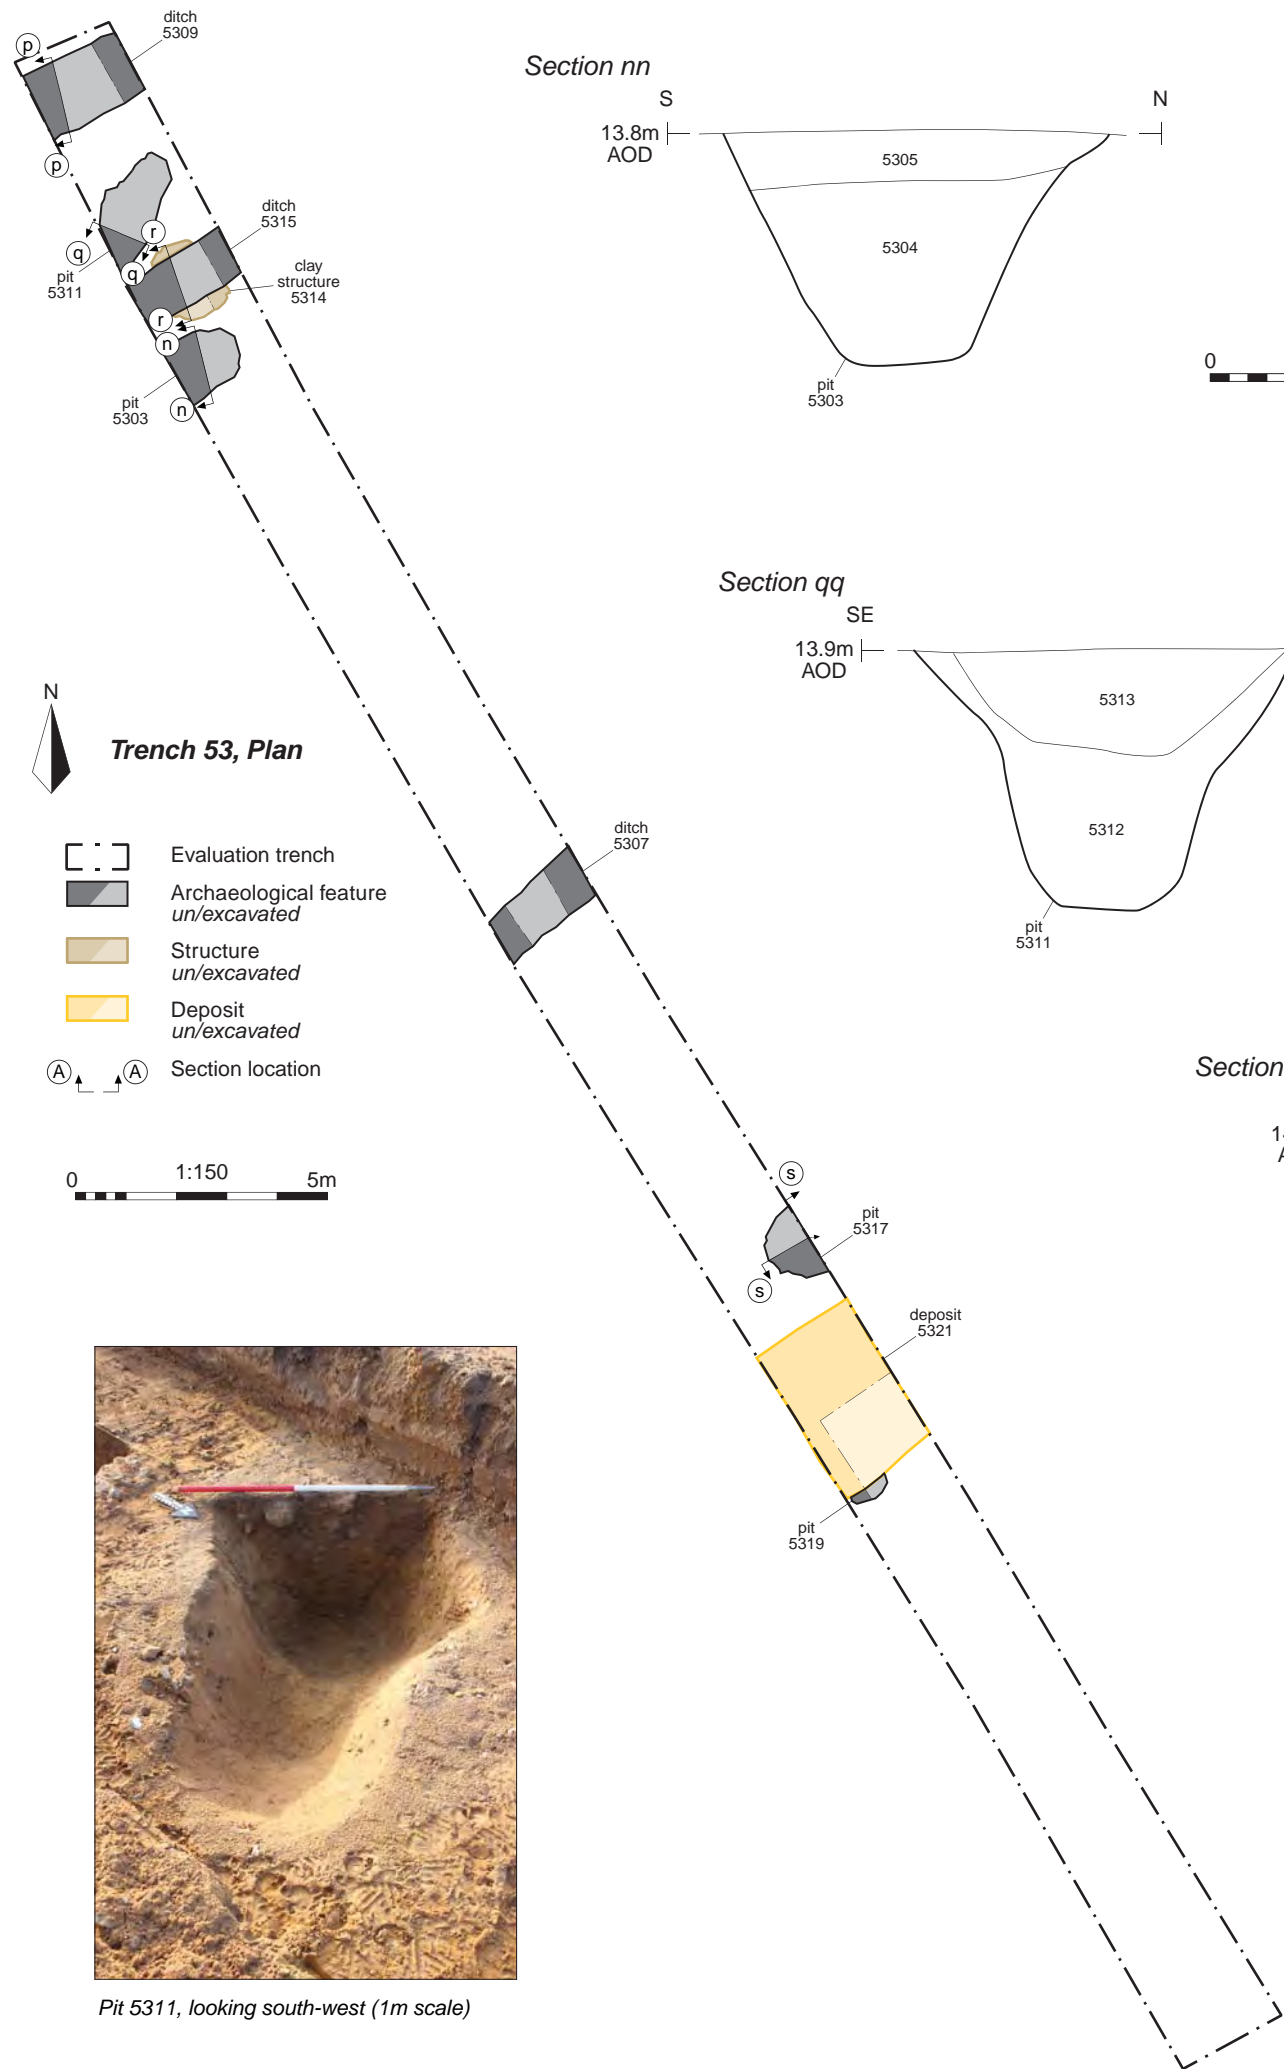 ditch
5309
p
p
Section nn
S
N
13.8m
AOD
5305
5304
pit
5303
0
ditch
5315
r
q
q
pit
5311
clay
structure
5314
r
n
pit
5303
n
Section qq
SE
13.9m
AOD
5313
5312
pit
5311
N
Trench 53, Plan
Evaluation trench
Archaeological feature
un/excavated
Structure
un/excavated
Deposit
un/excavated
A
A
Section location
0
1:150
5m
ditch
5307
Section
s
pit
5317
s
deposit
5321
pit
5319
Pit 5311, looking south-west (1m scale)